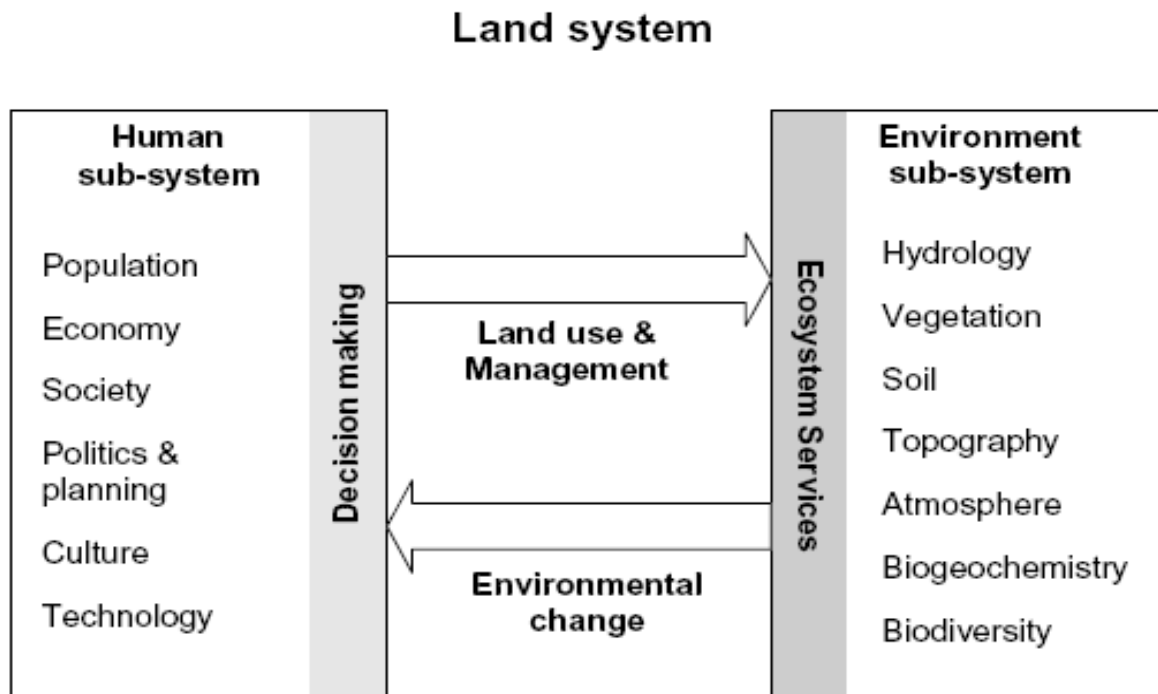 Land system
Human
sub-system
Population
Economy
Society
Politics &
planning
Culture
Technology
Decision making
Land use &
Management
Environmental
change
Ecosystem Services
Environment
sub-system
Hydrology
Vegetation
Soil
Topography
Atmosphere
Biogeochemistry
Biodiversity